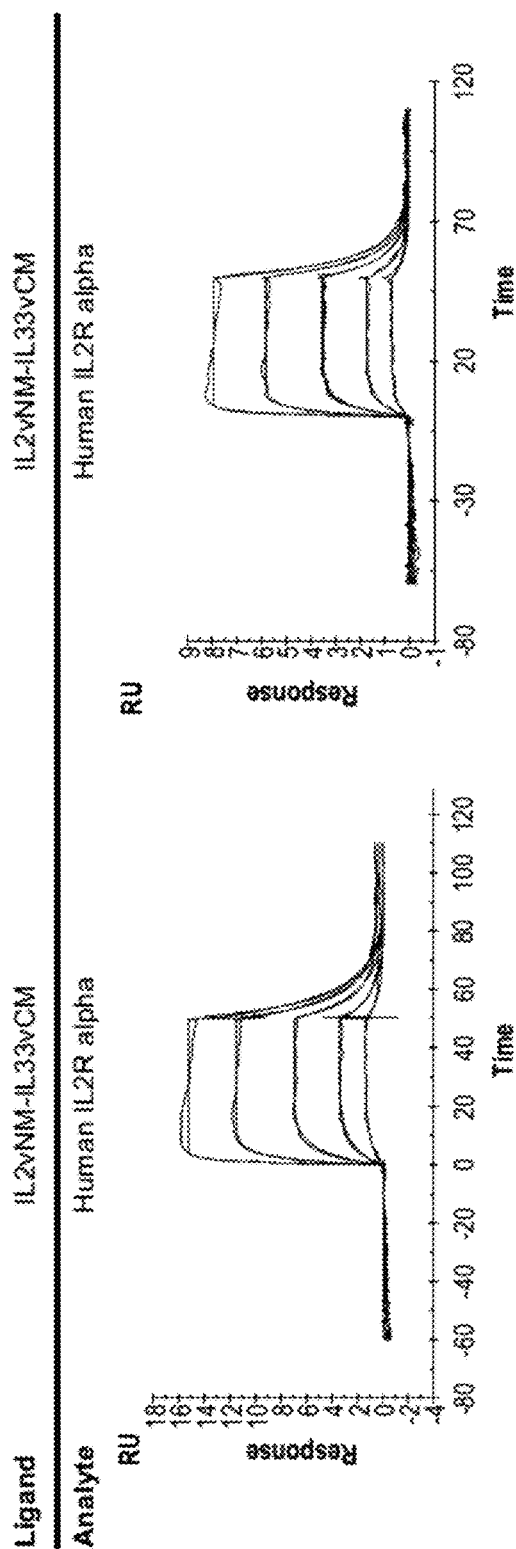 Ligand IL2vNM-IL33vCM IL2vNM-IL33vCM
Analyte Human IL2R alpha Human IL2R alpha
RU
Response
18
16
14
12
10
8
6
4
2
0
-2
-4
-80 -60 -40 -20 0 20 40 60 80 100 120
Time
RU
Response
9
8
7
6
5
4
3
2
1
0
-1
-80 -30 20 70 120
Time